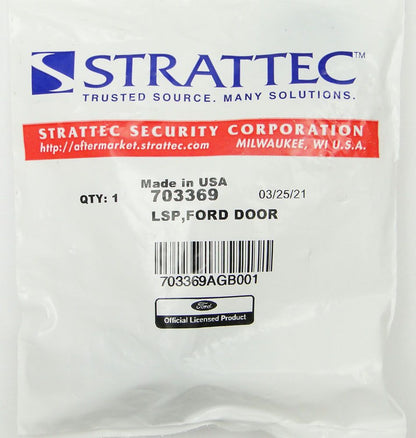 STRATTEC™
TRUSTED SOURCE. MANY SOLUTIONS.
STRATTEC SECURITY CORPORATION
http://aftermarket.strattec.com MILWAUKEE, WI U.S.A.
Made in USA
QTY: 1 703369 03/25/21
LSP,FORD DOOR
703369AGB001
Ford
Official Licensed Product